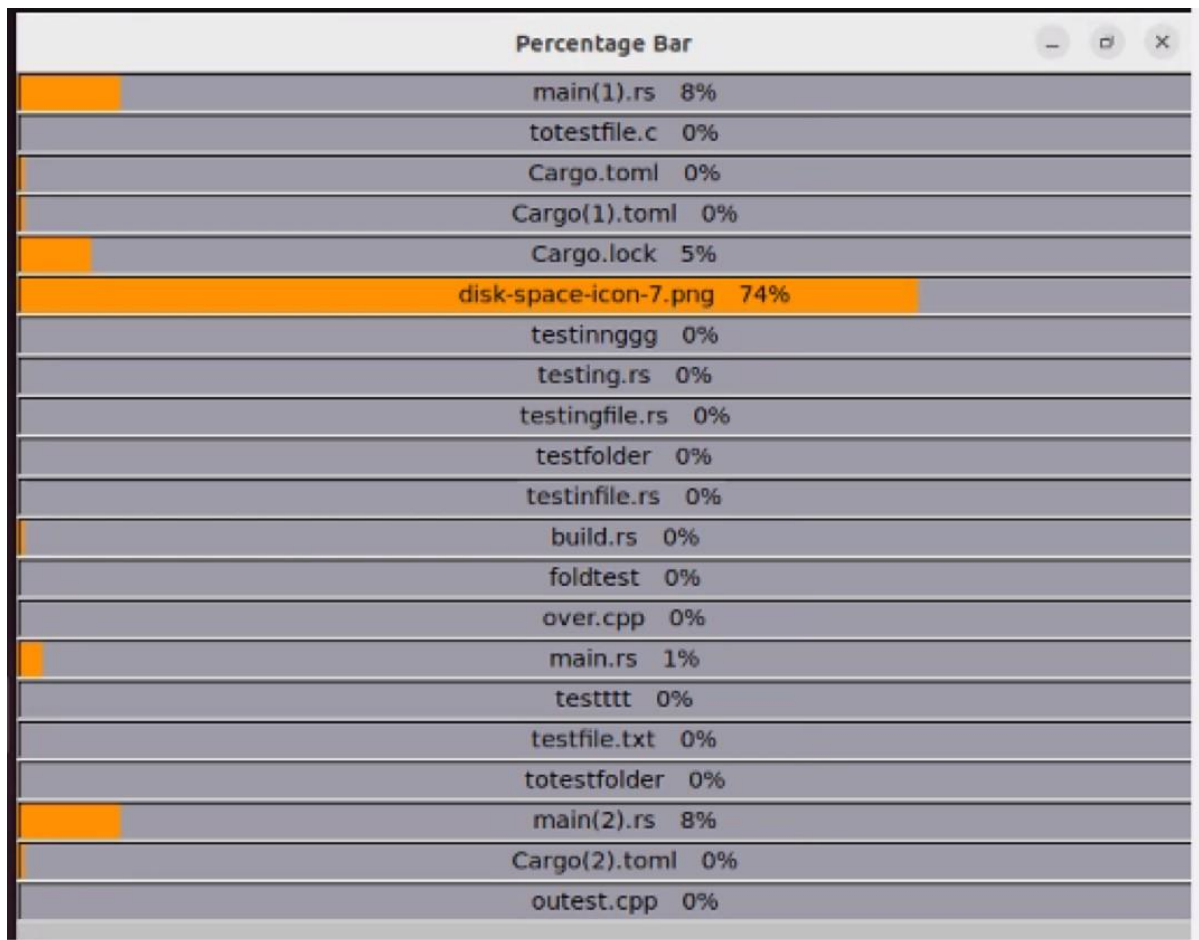 Percentage Bar
main(1).rs 8%
totestfile.c 0%
Cargo.toml 0%
Cargo(1).toml 0%
Cargo.lock 5%
disk-space-icon-7.png 74%
testinnggg 0%
testing.rs 0%
testingfile.rs 0%
testfolder 0%
testinfile.rs 0%
build.rs 0%
foldtest 0%
over.cpp 0%
main.rs 1%
testttt 0%
testfile.txt 0%
totestfolder 0%
main(2).rs 8%
Cargo(2).toml 0%
outest.cpp 0%